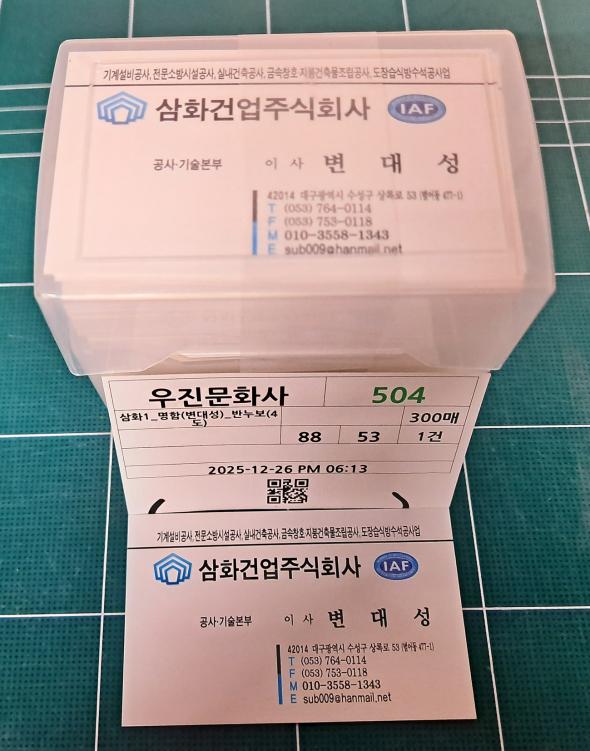 기계설비공사, 전문소방시설공사, 실내건축공사, 금속창호·지붕건축물조립공사, 도장습식방수석공사업
삼화건업주식회사 IAF
공사·기술본부 이사 변 대 성
42014 대구광역시 수성구 상록로 53 (범어동 477-1)
T (053) 764-0114
F (053) 753-0118
M 010-3558-1343
E sub009@hanmail.net
우진문화사 504
삼화1_명함(변대성)_반누보(4도) 300매
88 53 1건
2025-12-26 PM 06:13
기계설비공사, 전문소방시설공사, 실내건축공사, 금속창호·지붕건축물조립공사, 도장습식방수석공사업
삼화건업주식회사 IAF
공사·기술본부 이사 변 대 성
42014 대구광역시 수성구 상록로 53 (범어동 477-1)
T (053) 764-0114
F (053) 753-0118
M 010-3558-1343
E sub009@hanmail.net